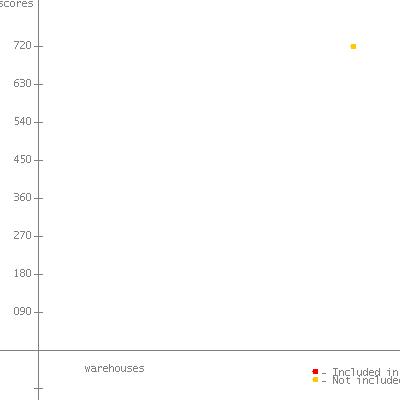 scores
720
630
540
450
360
270
180
090
warehouses
- Included in
- Not included